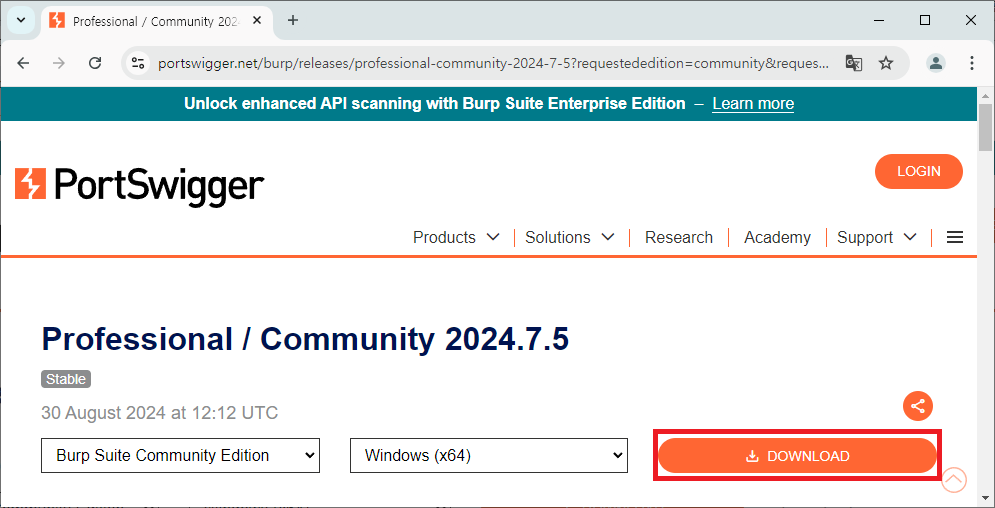 Professional / Community 202
portswigger.net/burp/releases/professional-community-2024-7-5?requestededition=community&reques...
Unlock enhanced API scanning with Burp Suite Enterprise Edition – Learn more
PortSwigger
LOGIN
Products
Solutions
Research
Academy
Support
Professional / Community 2024.7.5
Stable
30 August 2024 at 12:12 UTC
Burp Suite Community Edition
Windows (x64)
DOWNLOAD